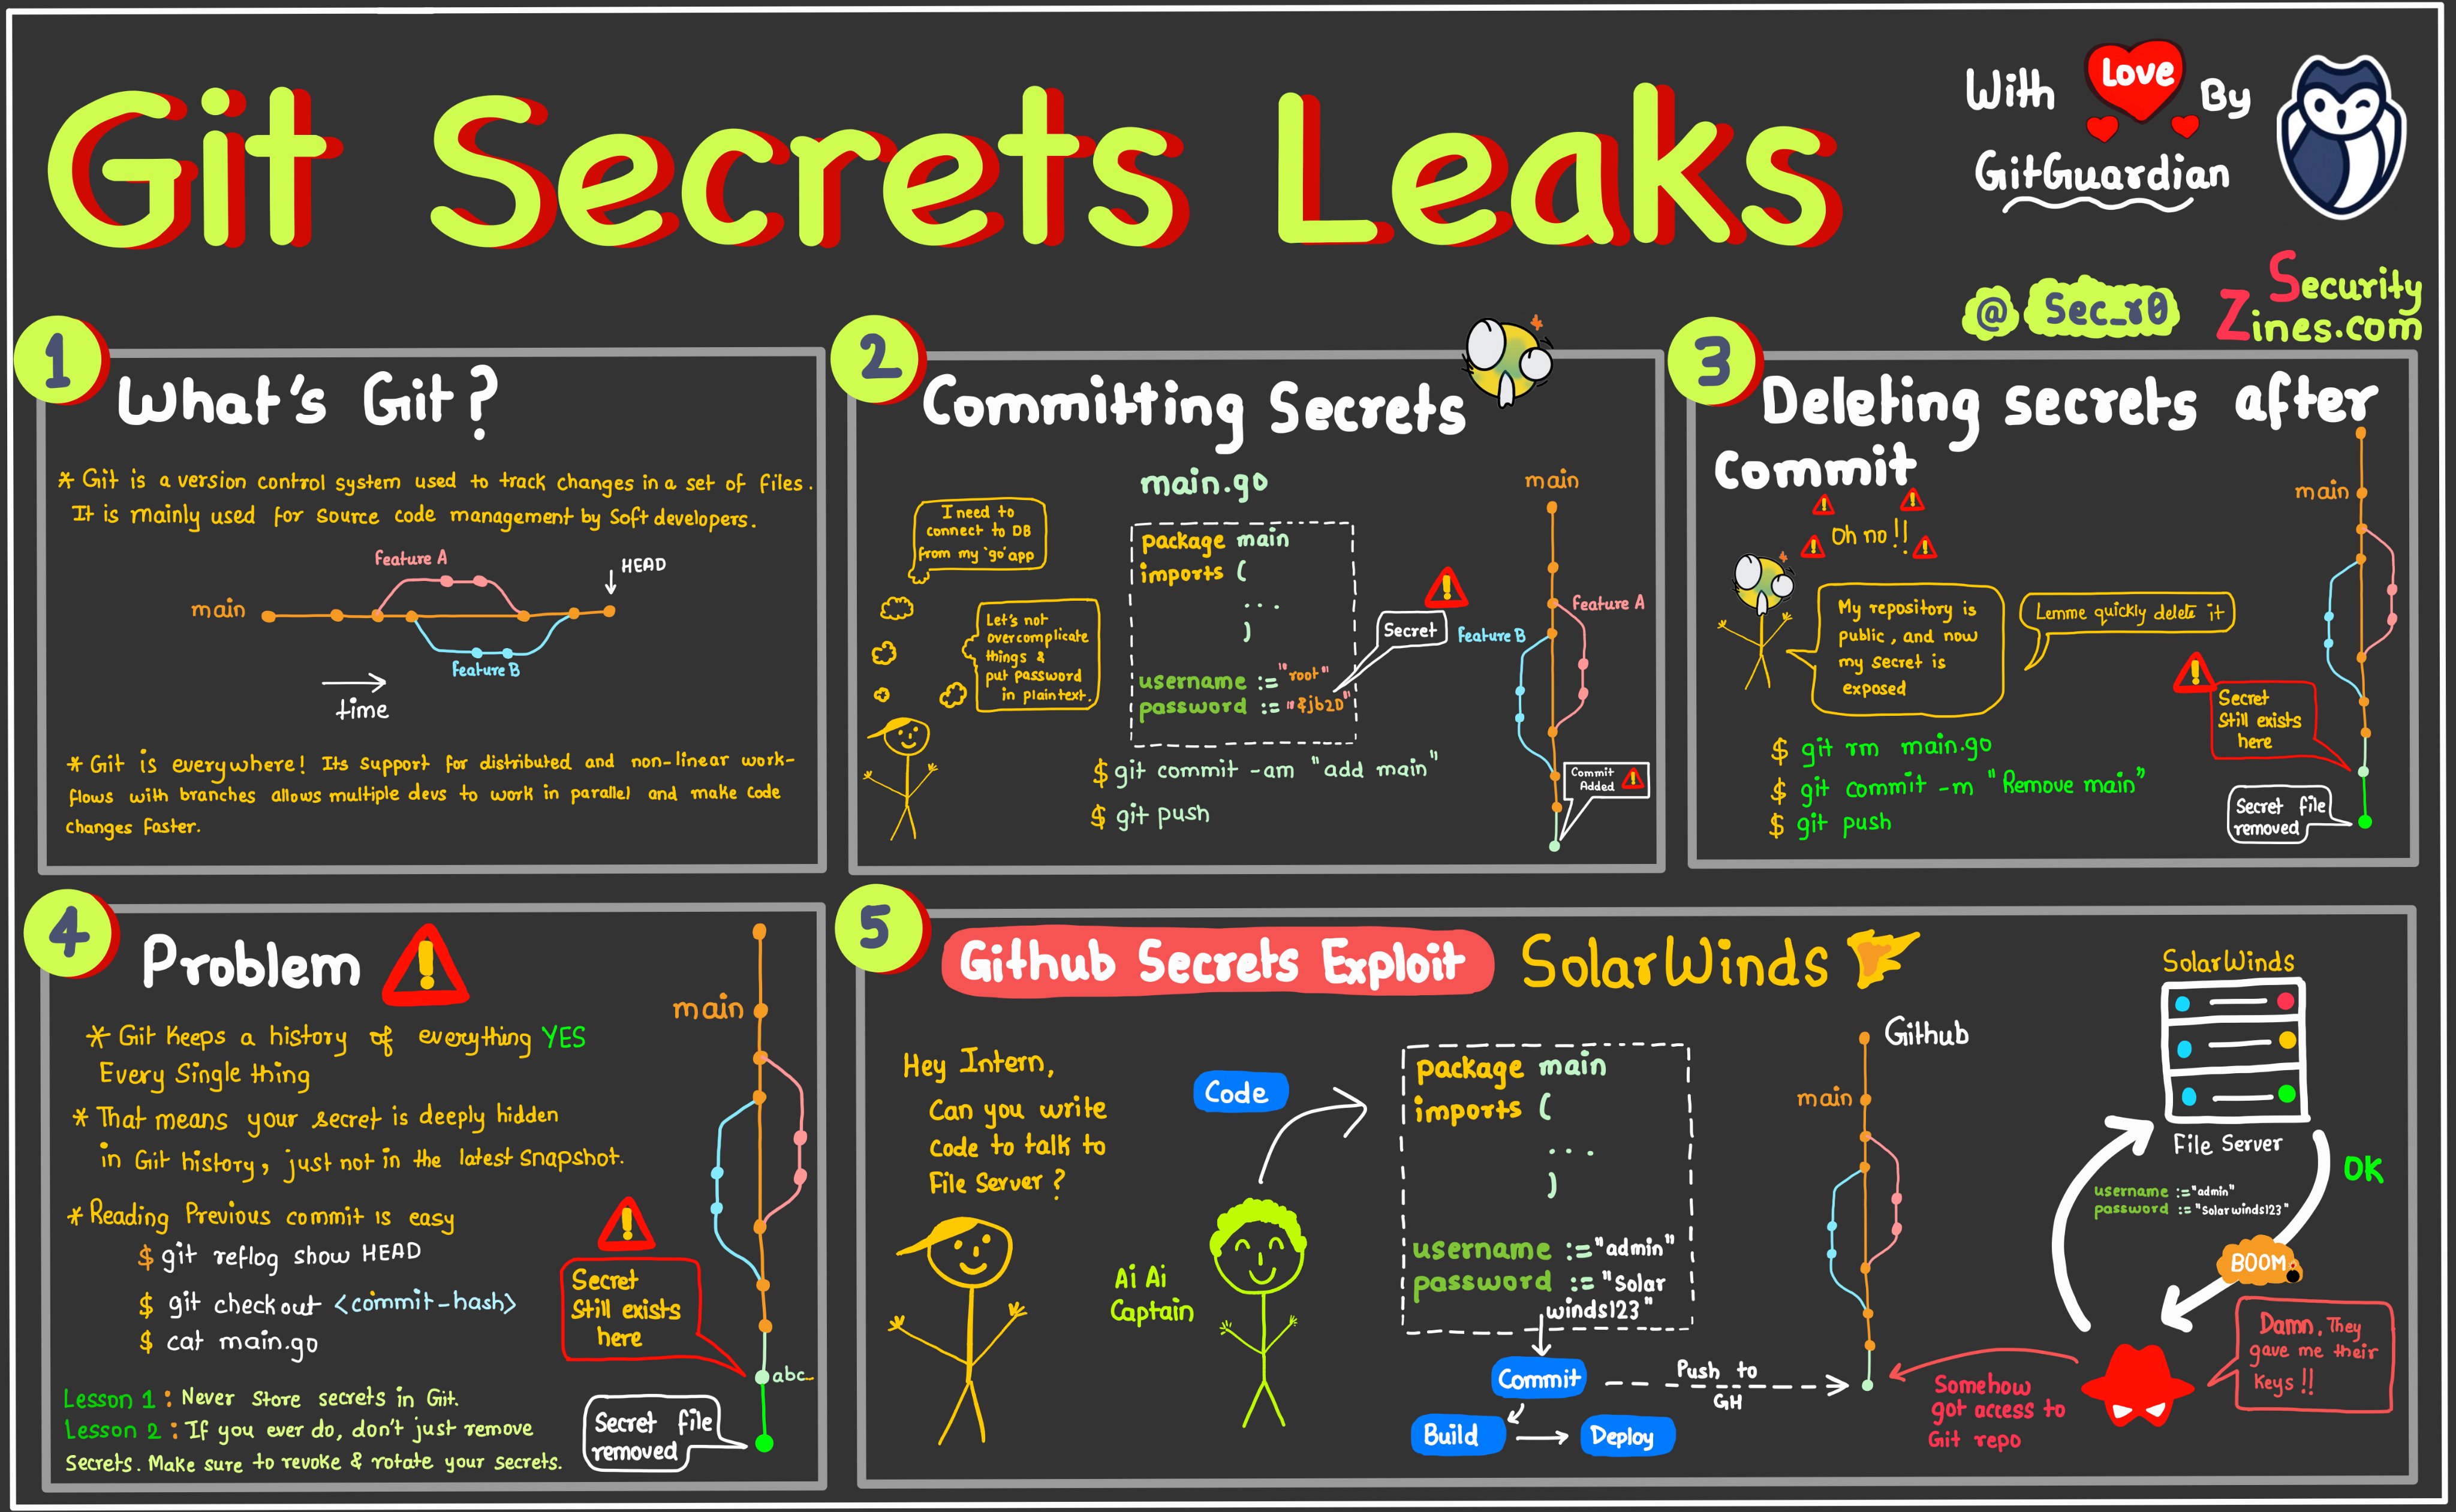 Git Secrets Leaks
With Love By
GitGuardian
@ Sec_r0
Security
Zines.com
1
What's Git?
* Git is a version control system used to track changes in a set of files.
It is mainly used for source code management by Soft developers.
feature A
HEAD
main
feature B
time
* Git is everywhere! Its support for distributed and non-linear work-
flows with branches allows multiple devs to work in parallel and make code
changes faster.
2
Committing Secrets
I need to
connect to DB
from my 'go' app
Let's not
overcomplicate
things &
put password
in plaintext.
main.go
package main
imports (
...
)
username := "root"
password := "&jb2D"
Secret
$ git commit -am "add main"
$ git push
main
Feature A
Feature B
Commit
Added
3
Deleting secrets after
commit
Oh no!!
My repository is
public, and now
my secret is
exposed
Lemme quickly delete it
$ git rm main.go
$ git commit -m "Remove main"
$ git push
main
Secret
Still exists
here
Secret file
removed
4
Problem
* Git keeps a history of everything YES
Every Single thing
* That means your secret is deeply hidden
in Git history, just not in the latest snapshot.
* Reading Previous commit is easy
$ git reflog show HEAD
$ git checkout <commit-hash>
$ cat main.go
Lesson 1: Never store secrets in Git.
Lesson 2: If you ever do, don't just remove
Secrets. Make sure to revoke & rotate your secrets.
main
Secret
Still exists
here
abc...
Secret file
removed
5
Github Secrets Exploit SolarWinds
Hey Intern,
Can you write
code to talk to
File Server?
Ai Ai
Captain
Code
package main
imports (
...
)
username := "admin"
password := "Solar
winds123"
Commit
Build
Deploy
Push to
GH
Github
main
SolarWinds
File Server
username := "admin"
password := "Solarwinds123"
OK
BOOM
Somehow
got access to
Git repo
Damn, They
gave me their
keys!!